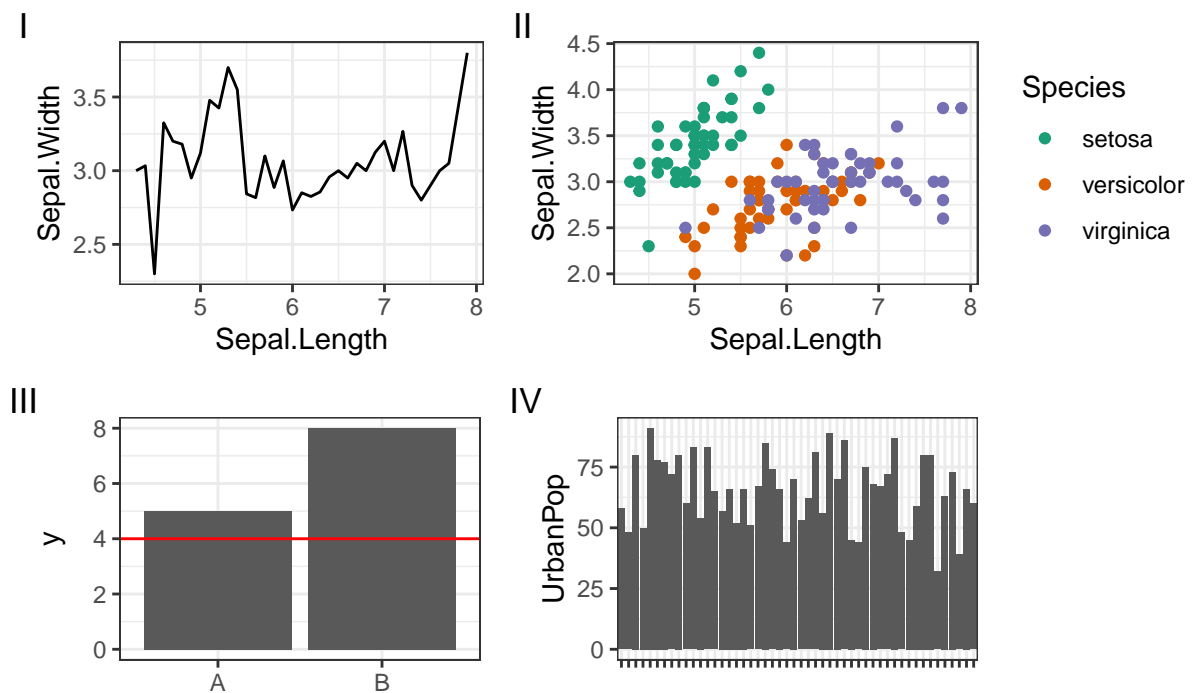 I
Sepal.Width
3.5
3.0
2.5
5 6 7 8
Sepal.Length
II
Sepal.Width
4.5
4.0
3.5
3.0
2.5
2.0
5 6 7 8
Sepal.Length
Species
setosa
versicolor
virginica
III
y
8
6
4
2
0
A B
IV
UrbanPop
75
50
25
0